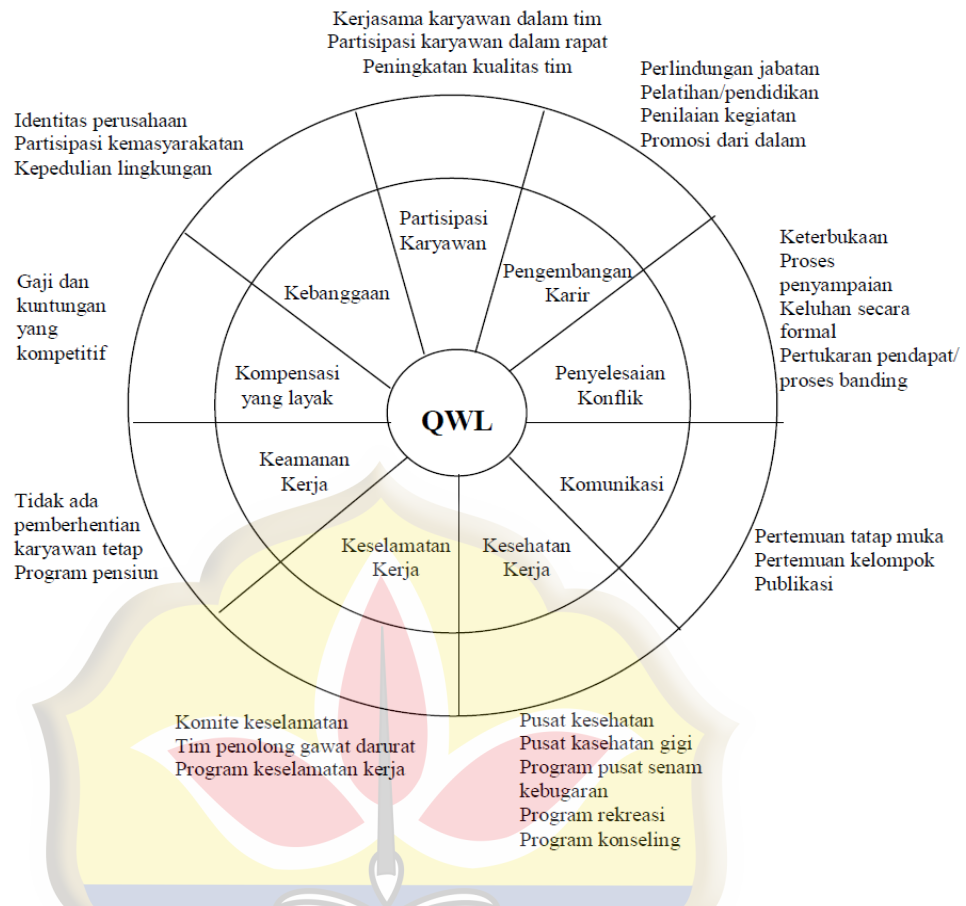 Kerjasama karyawan dalam tim
Partisipasi karyawan dalam rapat
Peningkatan kualitas tim
Perlindungan jabatan
Pelatihan/pendidikan
Penilaian kegiatan
Promosi dari dalam
Identitas perusahaan
Partisipasi kemasyarakatan
Kepedulian lingkungan
Partisipasi
Karyawan
Pengembangan
Karir
Kebanggaan
Keterbukaan
Proses
penyampaian
Keluhan secara
formal
Pertukaran pendapat/
proses banding
Gaji dan
kuntungan
yang
kompetitif
Kompensasi
yang layak
Penyelesaian
Konflik
QWL
Keamanan
Kerja
Komunikasi
Tidak ada
pemberhentian
karyawan tetap
Program pensiun
Keselamatan
Kerja
Kesehatan
Kerja
Pertemuan tatap muka
Pertemuan kelompok
Publikasi
Komite keselamatan
Tim penolong gawat darurat
Program keselamatan kerja
Pusat kesehatan
Pusat kasehatan gigi
Program pusat senam
kebugaran
Program rekreasi
Program konseling